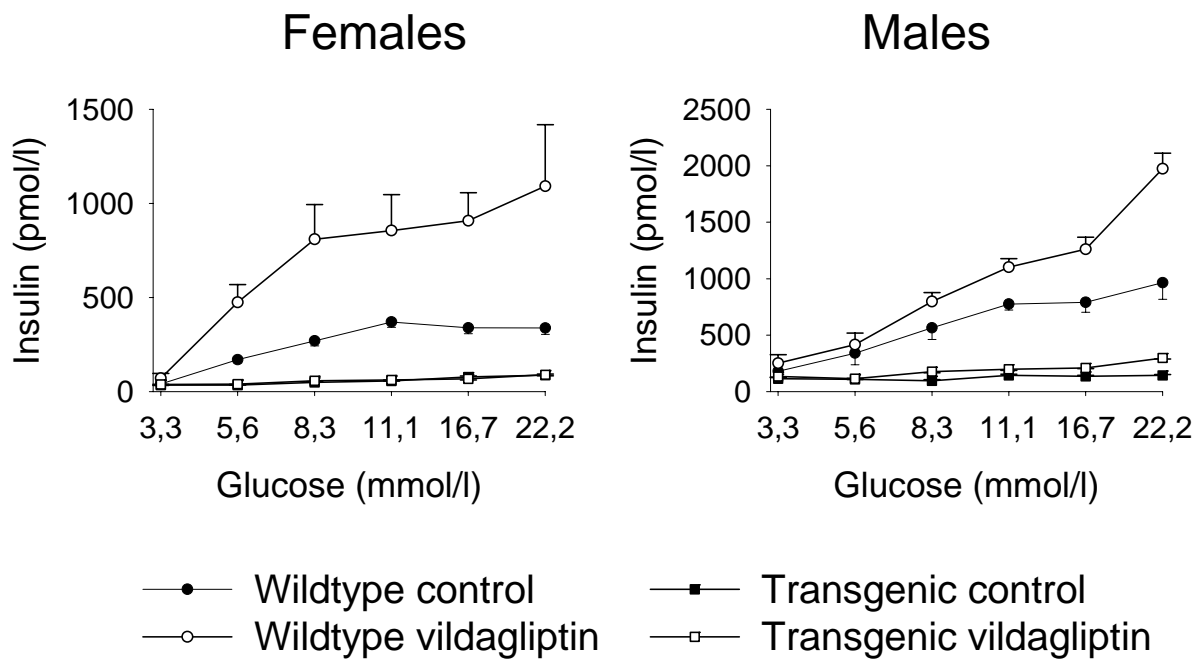 Females
Males
Insulin (pmol/l)
1500
1000
500
0
3,3 5,6 8,3 11,1 16,7 22,2
Glucose (mmol/l)
Insulin (pmol/l)
2500
2000
1500
1000
500
0
3,3 5,6 8,3 11,1 16,7 22,2
Glucose (mmol/l)
Wildtype control
Wildtype vildagliptin
Transgenic control
Transgenic vildagliptin